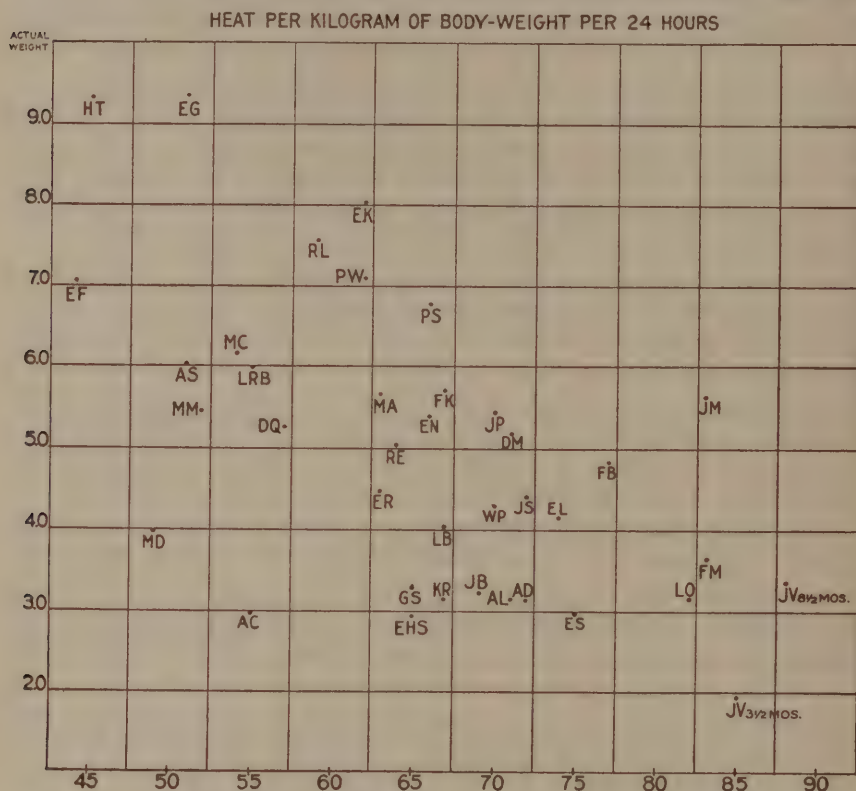 HEAT PER KILOGRAM OF BODY-WEIGHT PER 24 HOURS
ACTUAL
WEIGHT
HT EG
9.0
EK
8.0
RL
PW
7.0
EF
PS
MC
6.0
AS LRB
MM MA FK JM
DQ EN JP
DM
5.0
RE
FB
ER JS EL
WP
4.0
MD LB
FM
JB
GS KR AL AD LO JV 8½ MOS.
3.0
AC EHS ES
2.0
JV 3½ MOS.
45 50 55 60 65 70 75 80 85 90